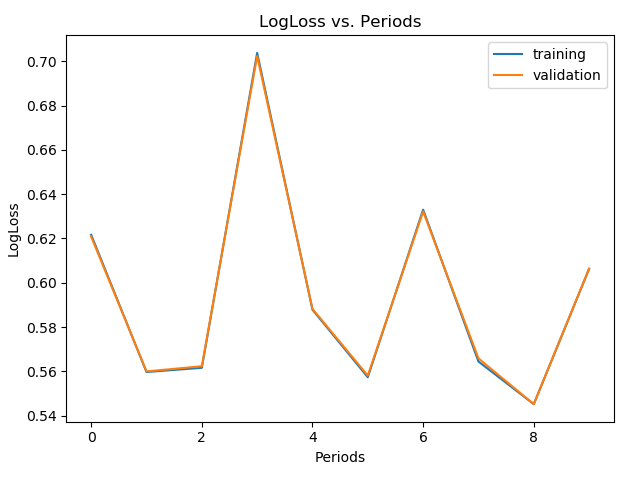 LogLoss vs. Periods
training
validation
0.70
0.68
0.66
0.64
0.62
0.60
0.58
0.56
0.54
LogLoss
0
2
4
6
8
Periods